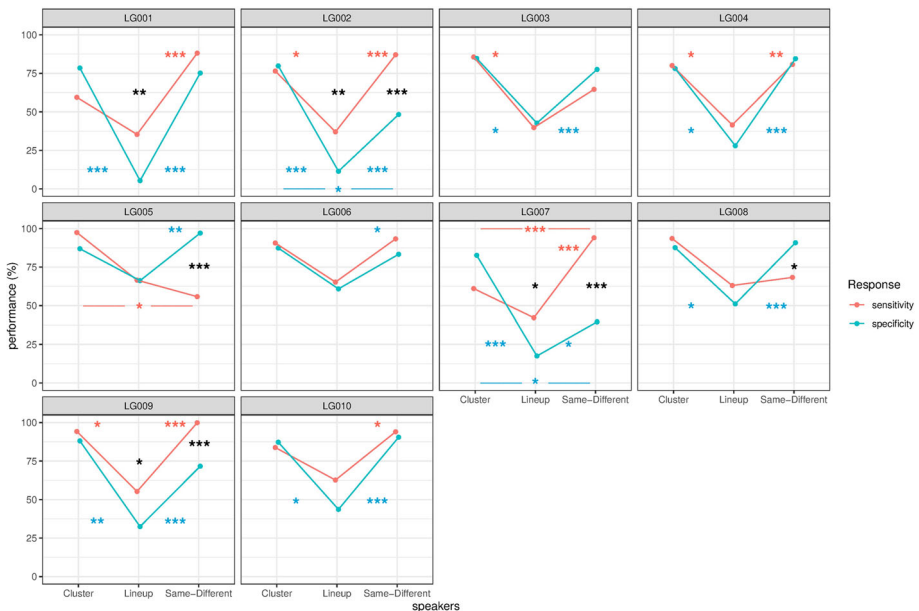 LG001 LG002 LG003 LG004
100
75 *** * *** * * **
50 ** ** ***
25 * *** * ***
0 *** *** *** *** *
LG005 LG006 LG007 LG008
100 ** * ***
75 *** *** *
50 * * ***
25 *** * * ***
0 *
Cluster Lineup Same−Different Cluster Lineup Same−Different
LG009 LG010
100 * *** *
75 * ***
50
25 ** *** * ***
0
Cluster Lineup Same−Different Cluster Lineup Same−Different
performance (%)
speakers
Response
sensitivity
specificity